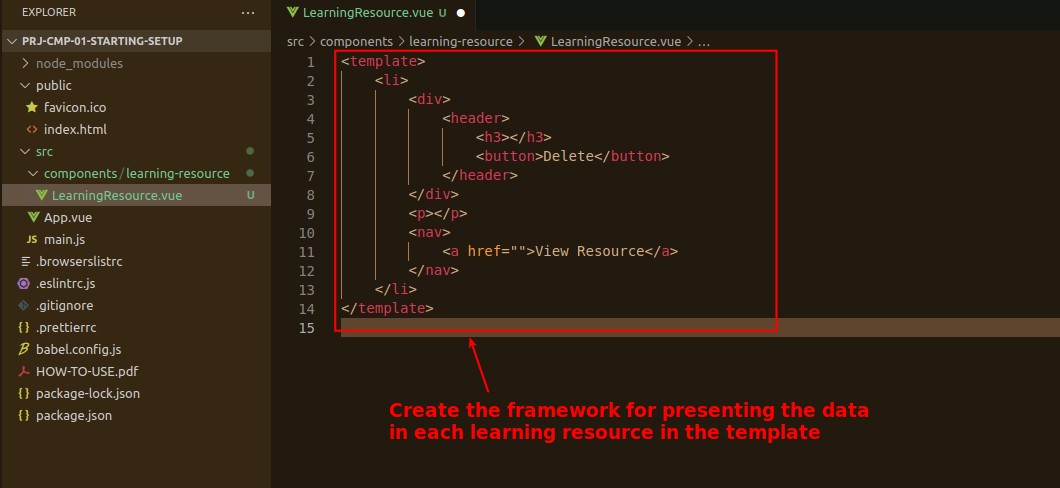 EXPLORER
...
LearningResource.vue U
PRJ-CMP-01-STARTING-SETUP
src > components > learning-resource > LearningResource.vue > ...
node_modules
public
favicon.ico
<> index.html
src
components/learning-resource
LearningResource.vue U
App.vue
JS main.js
.browserslistrc
.eslintrc.js
.gitignore
{} .prettierrc
babel.config.js
HOW-TO-USE.pdf
{} package-lock.json
{} package.json
1 <template>
2 <li>
3 <div>
4 <header>
5 <h3></h3>
6 <button>Delete</button>
7 </header>
8 </div>
9 <p></p>
10 <nav>
11 <a href="">View Resource</a>
12 </nav>
13 </li>
14 </template>
15
Create the framework for presenting the data
in each learning resource in the template